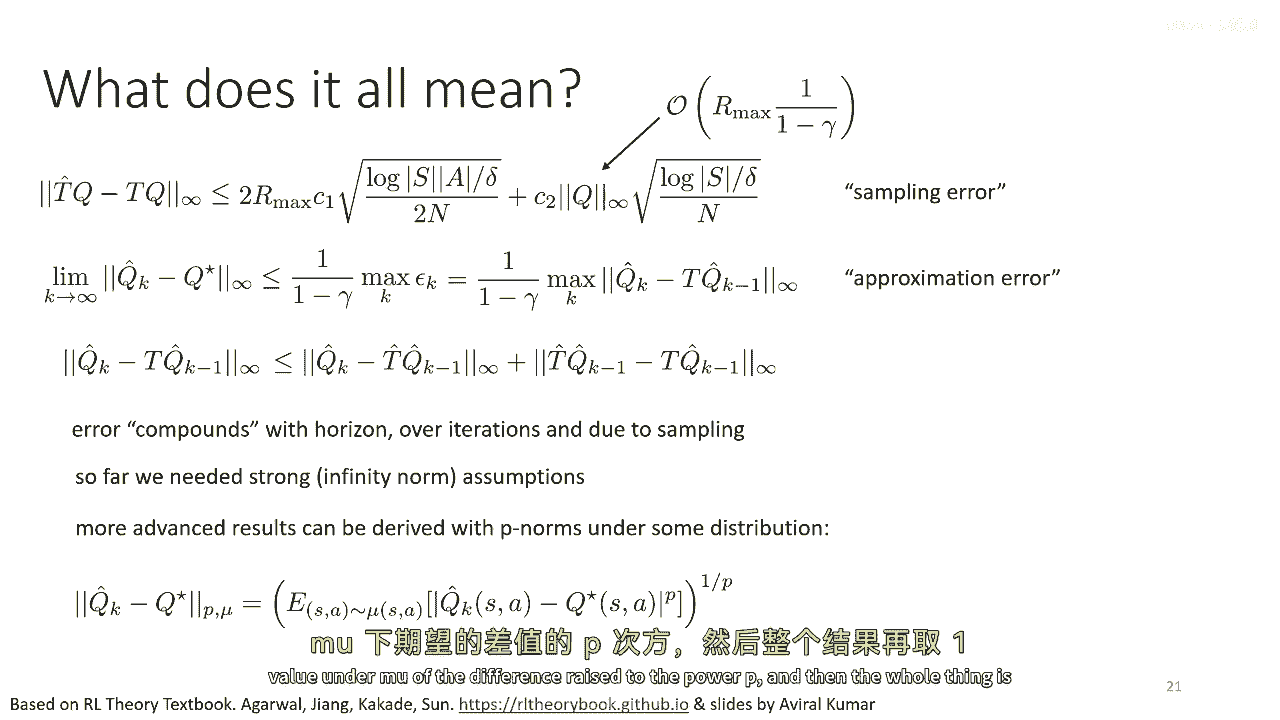 What does it all mean?
$\mathcal{O}\left(R_{\max}\frac{1}{1-\gamma}\right)$
$||\hat{T}Q - TQ||_\infty \leq 2R_{\max}c_1\sqrt{\frac{\log|S||A|/\delta}{2N}} + c_2||Q||_\infty\sqrt{\frac{\log|S|/\delta}{N}}$ “sampling error”
$\lim_{k\to\infty}||\hat{Q}_k - Q^\star||_\infty \leq \frac{1}{1-\gamma}\max_k \epsilon_k = \frac{1}{1-\gamma}\max_k||\hat{Q}_k - T\hat{Q}_{k-1}||_\infty$ “approximation error”
$||\hat{Q}_k - T\hat{Q}_{k-1}||_\infty \leq ||\hat{Q}_k - \hat{T}\hat{Q}_{k-1}||_\infty + ||\hat{T}\hat{Q}_{k-1} - T\hat{Q}_{k-1}||_\infty$
error “compounds” with horizon, over iterations and due to sampling
so far we needed strong (infinity norm) assumptions
more advanced results can be derived with p-norms under some distribution:
$||\hat{Q}_k - Q^\star||_{p,\mu} = \left(E_{(s,a)\sim\mu(s,a)}[|\hat{Q}_k(s,a) - Q^\star(s,a)|^p]\right)^{1/p}$
mu 下期望的差值的 p 次方，然后整个结果再取 1
value under mu of the difference raised to the power p, and then the whole thing is
21
Based on RL Theory Textbook. Agarwal, Jiang, Kakade, Sun. https://rltheorybook.github.io & slides by Aviral Kumar